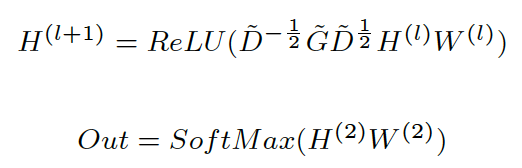 H^{(l+1)} = ReLU(\tilde{D}^{-\frac{1}{2}} \tilde{G} \tilde{D}^{\frac{1}{2}} H^{(l)} W^{(l)})
Out = SoftMax(H^{(2)} W^{(2)})